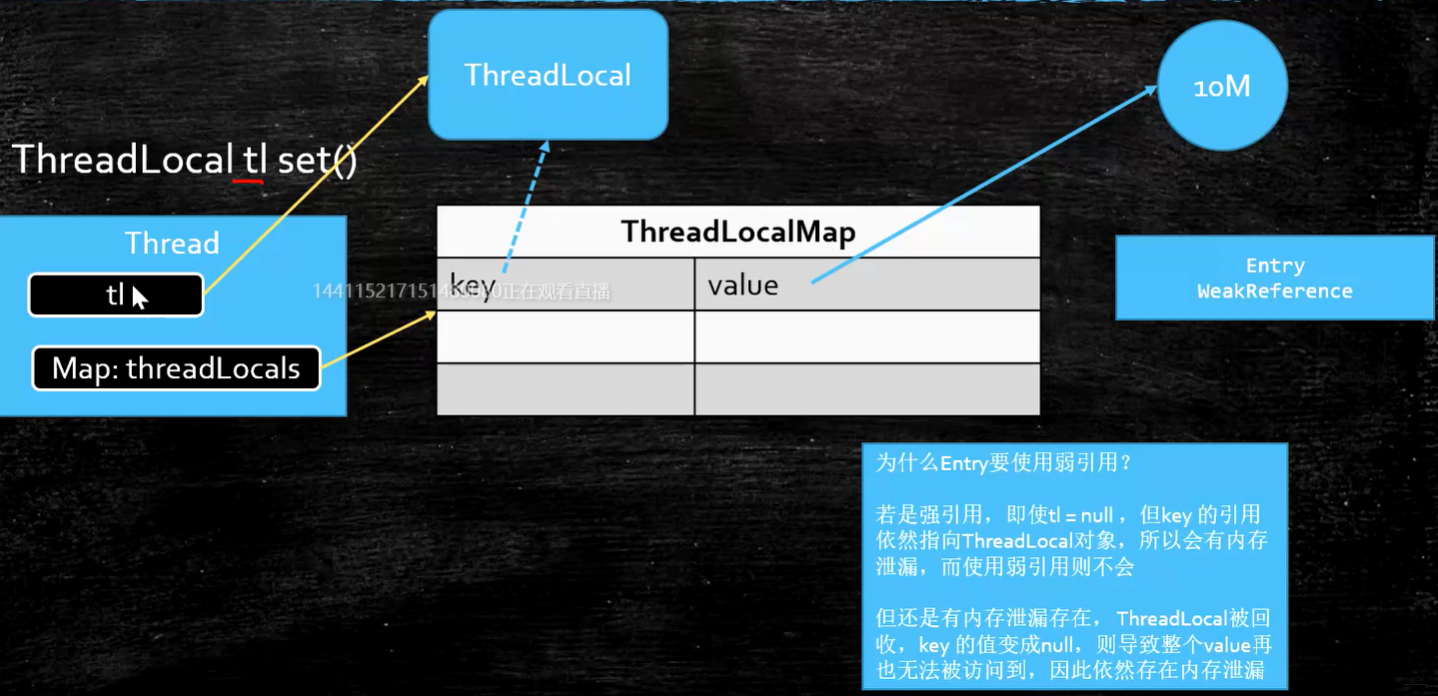 ThreadLocal
10M
ThreadLocal tl set()
Thread
tl
Map: threadLocals
ThreadLocalMap
key
value
正在观看直播
Entry
WeakReference
为什么Entry要使用弱引用？
若是强引用，即使tl = null ，但key 的引用
依然指向ThreadLocal对象，所以会有内存
泄漏，而使用弱引用则不会
但还是有内存泄漏存在， ThreadLocal被回
收，key 的值变成null，则导致整个value再
也无法被访问到，因此依然存在内存泄漏